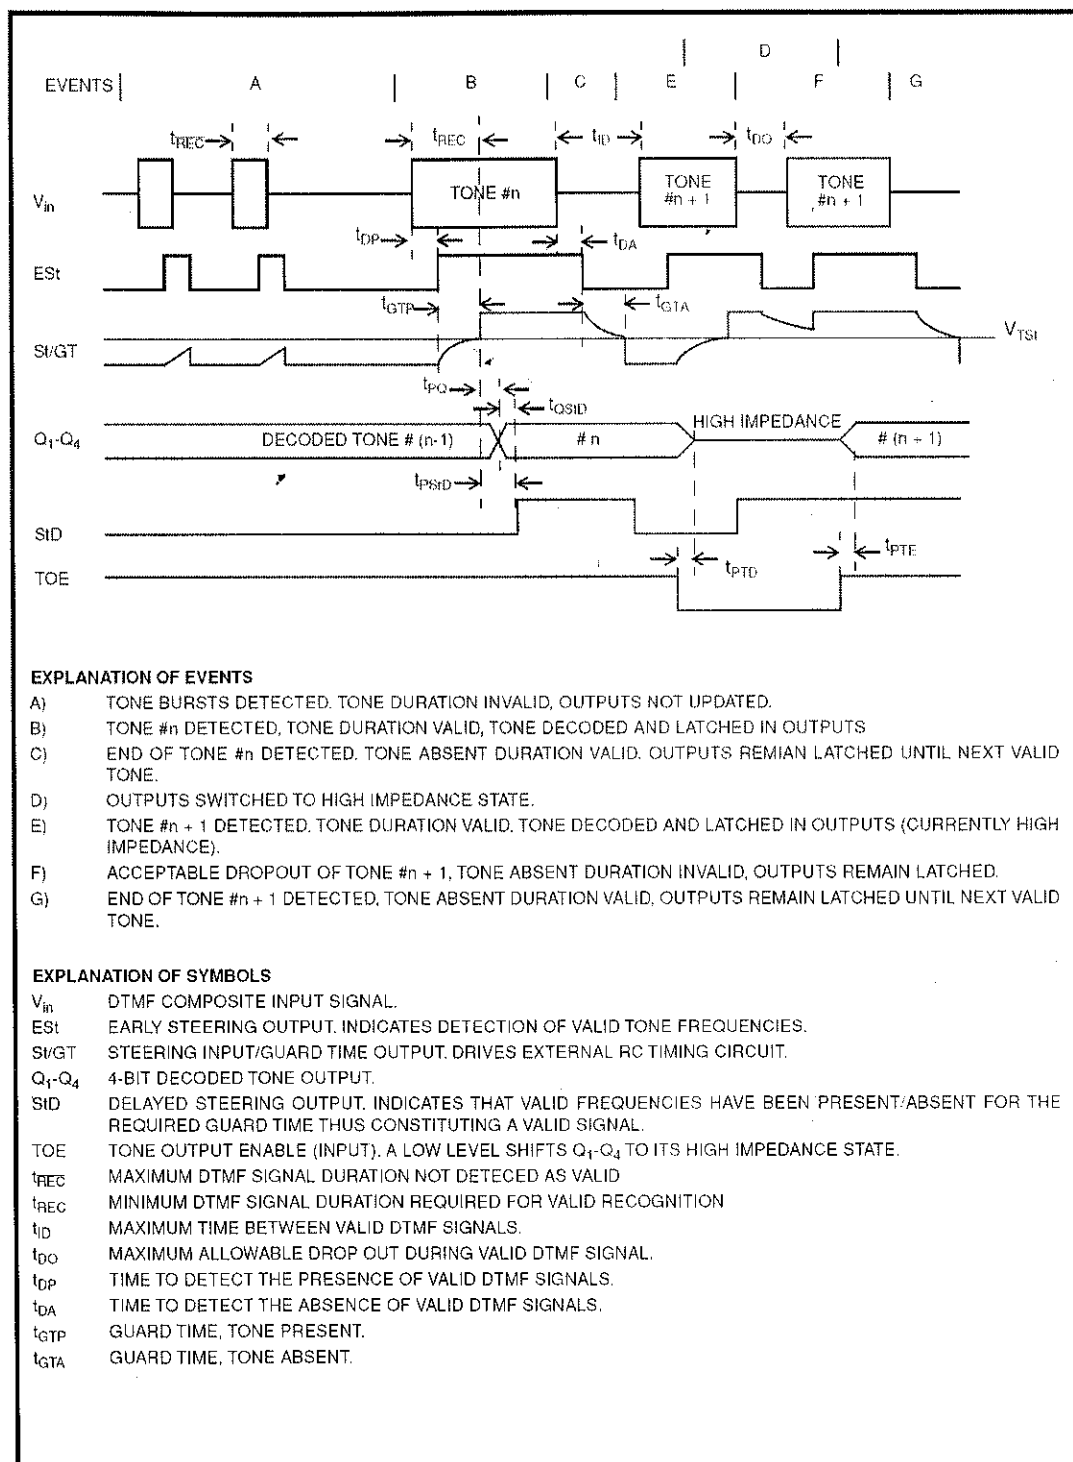 D
EVENTS A B C E F G
tREC tREC tID tDO
Vin TONE #n TONE #n + 1 TONE #n + 1
tDP tDA
ESt
tGTP tGTA
St/GT VTSt
tPQ tQStD
HIGH IMPEDANCE
Q1-Q4 DECODED TONE # (n-1) # n # (n + 1)
tPStD
StD
tPTE
TOE tPTD
EXPLANATION OF EVENTS
A) TONE BURSTS DETECTED. TONE DURATION INVALID, OUTPUTS NOT UPDATED.
B) TONE #n DETECTED, TONE DURATION VALID, TONE DECODED AND LATCHED IN OUTPUTS
C) END OF TONE #n DETECTED. TONE ABSENT DURATION VALID. OUTPUTS REMIAN LATCHED UNTIL NEXT VALID
TONE.
D) OUTPUTS SWITCHED TO HIGH IMPEDANCE STATE.
E) TONE #n + 1 DETECTED. TONE DURATION VALID. TONE DECODED AND LATCHED IN OUTPUTS (CURRENTLY HIGH
IMPEDANCE).
F) ACCEPTABLE DROPOUT OF TONE #n + 1, TONE ABSENT DURATION INVALID, OUTPUTS REMAIN LATCHED.
G) END OF TONE #n + 1 DETECTED, TONE ABSENT DURATION VALID, OUTPUTS REMAIN LATCHED UNTIL NEXT VALID
TONE.
EXPLANATION OF SYMBOLS
Vin DTMF COMPOSITE INPUT SIGNAL.
ESt EARLY STEERING OUTPUT. INDICATES DETECTION OF VALID TONE FREQUENCIES.
St/GT STEERING INPUT/GUARD TIME OUTPUT. DRIVES EXTERNAL RC TIMING CIRCUIT.
Q1-Q4 4-BIT DECODED TONE OUTPUT.
StD DELAYED STEERING OUTPUT. INDICATES THAT VALID FREQUENCIES HAVE BEEN PRESENT/ABSENT FOR THE
REQUIRED GUARD TIME THUS CONSTITUTING A VALID SIGNAL.
TOE TONE OUTPUT ENABLE (INPUT). A LOW LEVEL SHIFTS Q1-Q4 TO ITS HIGH IMPEDANCE STATE.
tREC MAXIMUM DTMF SIGNAL DURATION NOT DETECED AS VALID
tREC MINIMUM DTMF SIGNAL DURATION REQUIRED FOR VALID RECOGNITION
tID MAXIMUM TIME BETWEEN VALID DTMF SIGNALS.
tDO MAXIMUM ALLOWABLE DROP OUT DURING VALID DTMF SIGNAL.
tDP TIME TO DETECT THE PRESENCE OF VALID DTMF SIGNALS.
tDA TIME TO DETECT THE ABSENCE OF VALID DTMF SIGNALS.
tGTP GUARD TIME, TONE PRESENT.
tGTA GUARD TIME, TONE ABSENT.